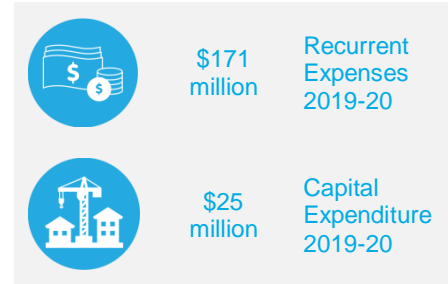 $
$
$171
million
Recurrent
Expenses
2019-20
$25
million
Capital
Expenditure
2019-20